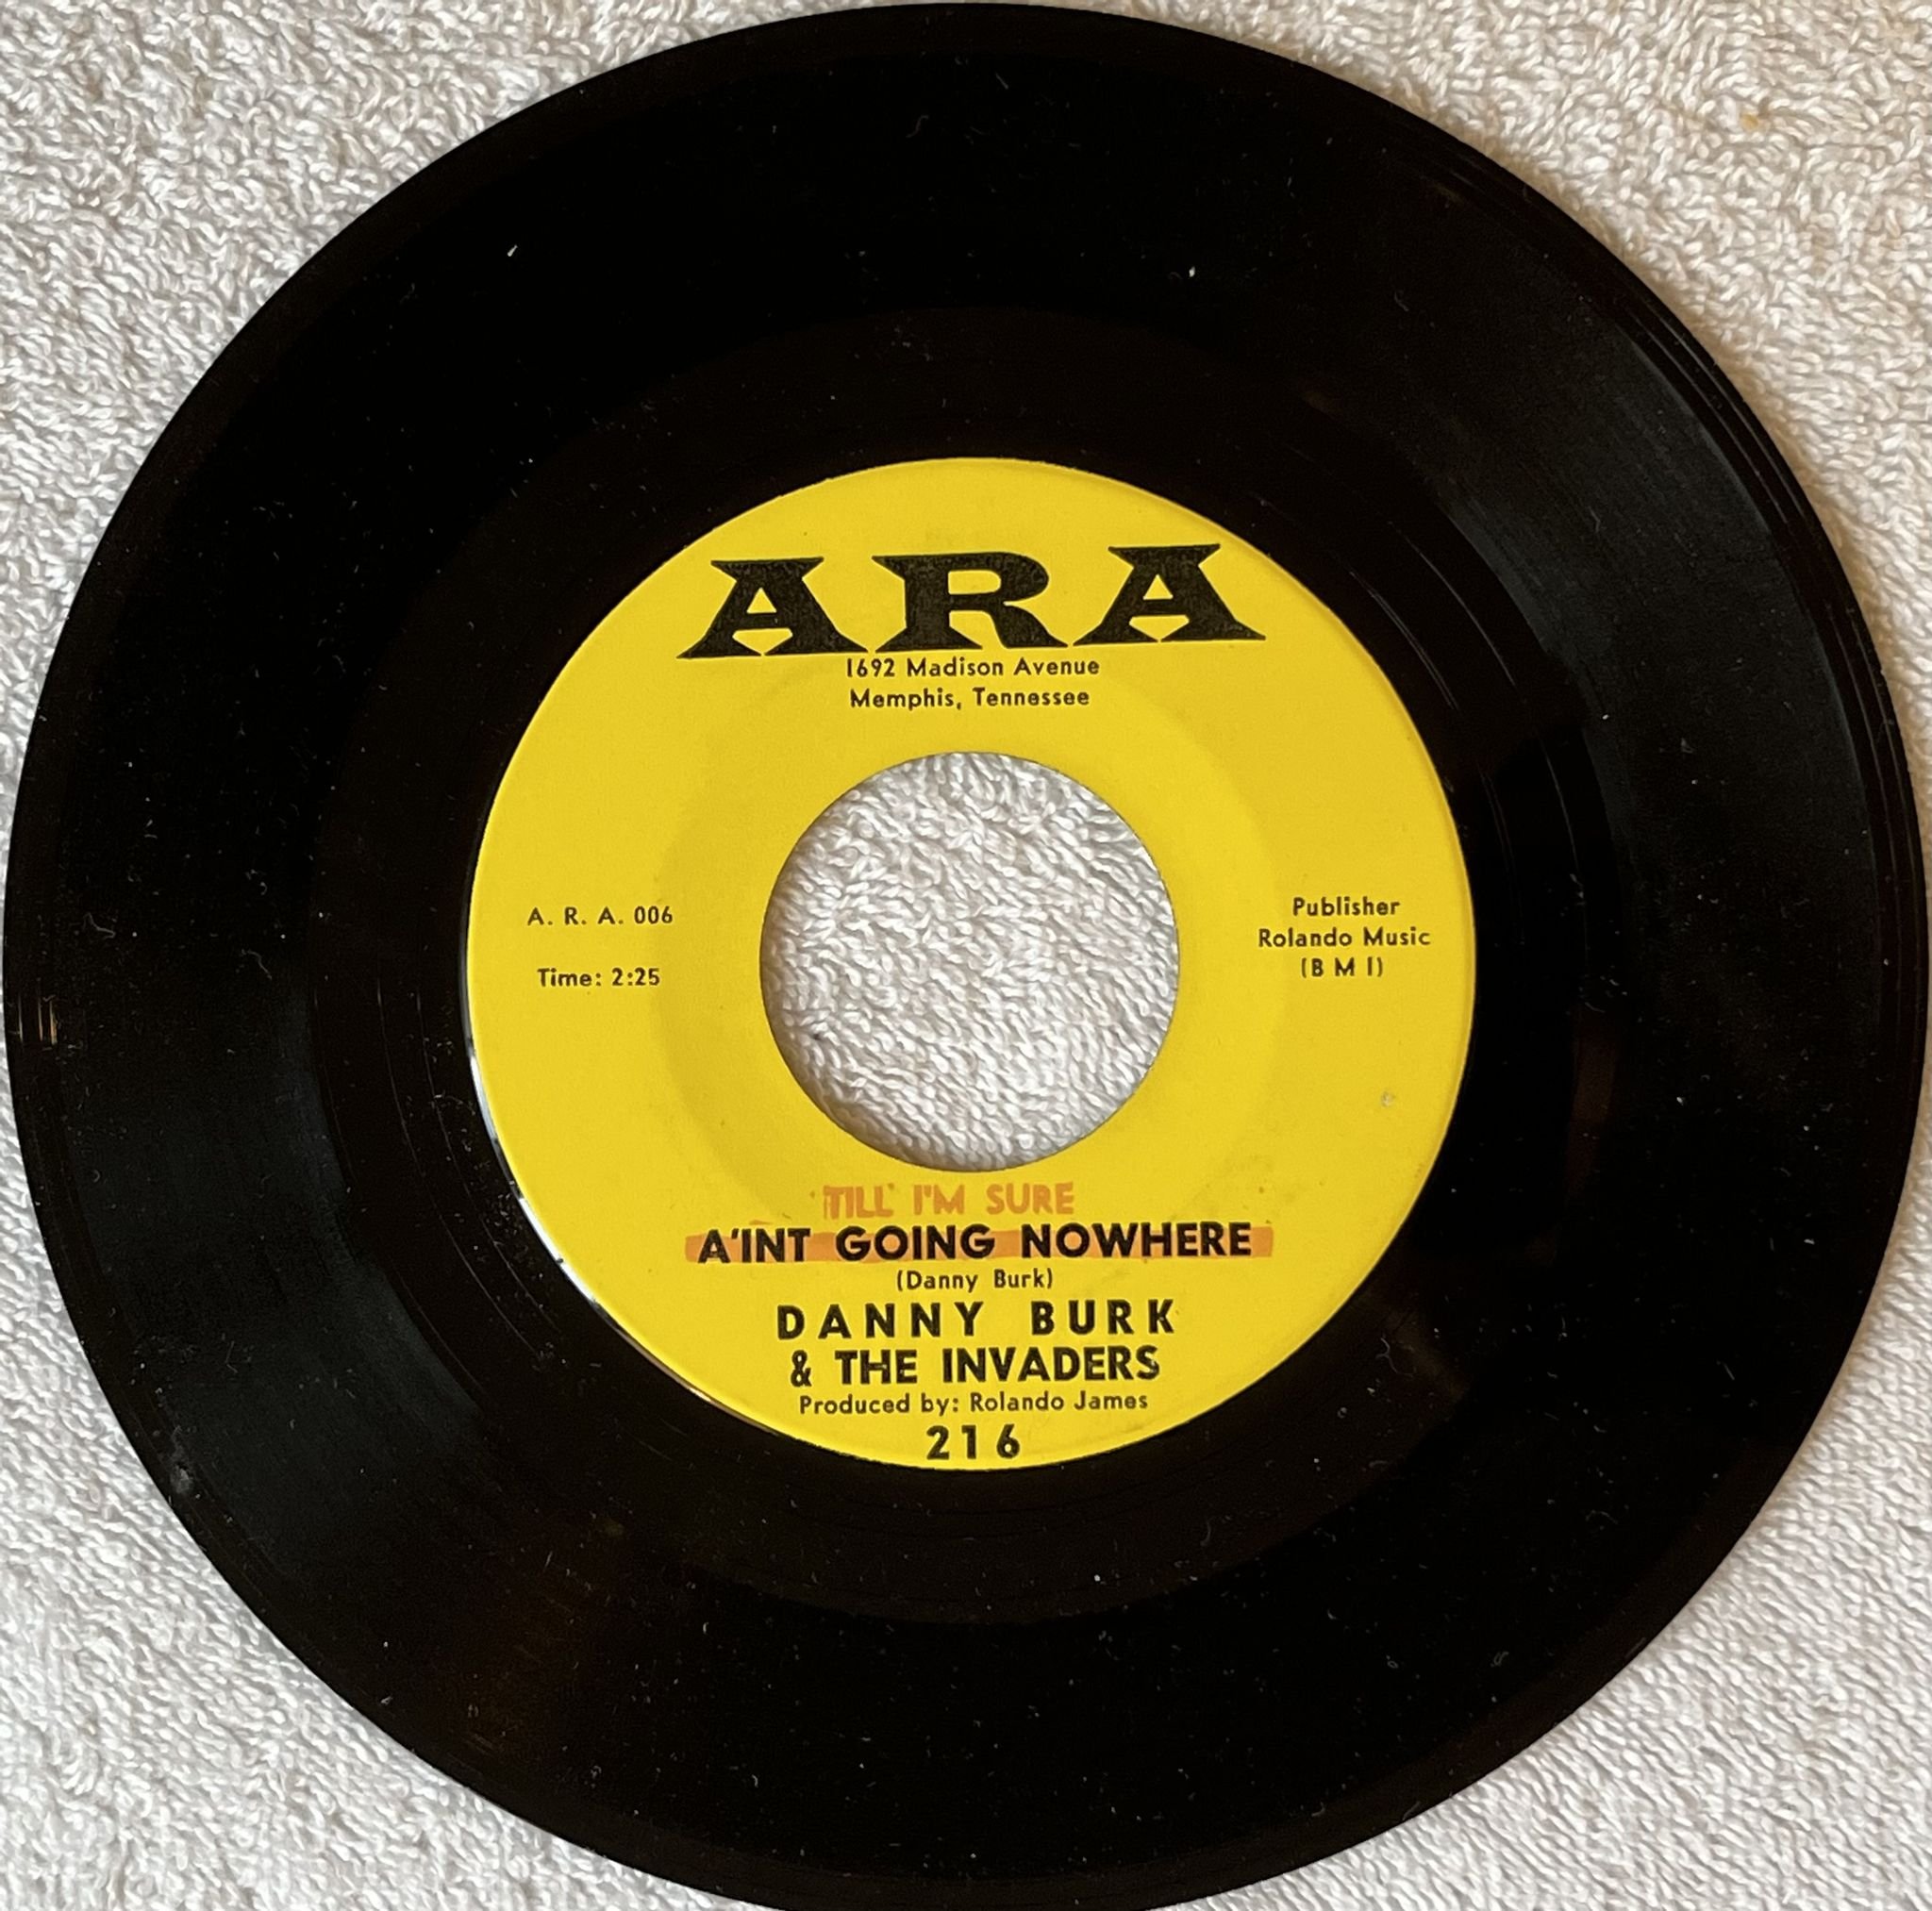 ARA
1692 Madison Avenue
Memphis, Tennessee
A. R. A. 006
Time: 2:25
Publisher
Rolando Music
(B M I)
TILL I'M SURE
A'INT GOING NOWHERE
(Danny Burk)
DANNY BURK
& THE INVADERS
Produced by: Rolando James
216